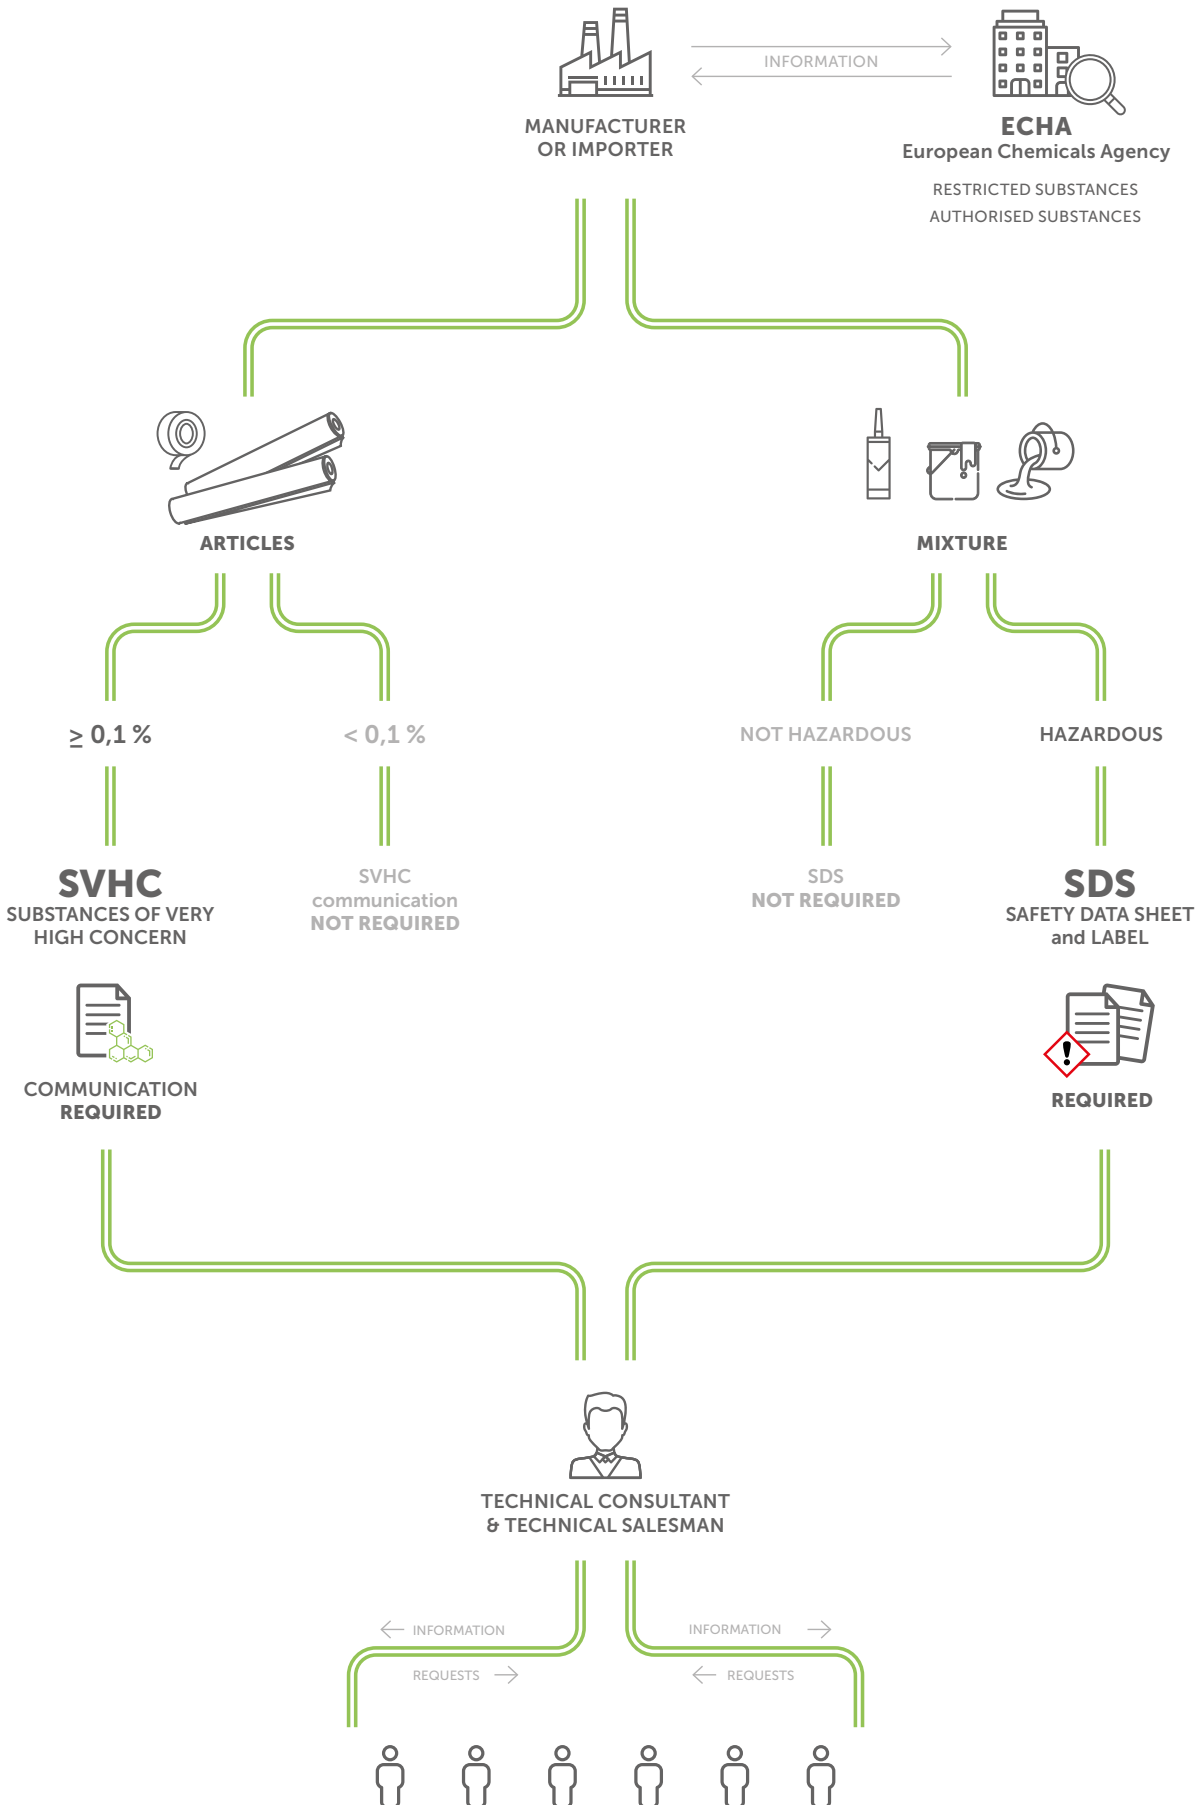 INFORMATION
MANUFACTURER
OR IMPORTER
ECHA
European Chemicals Agency
RESTRICTED SUBSTANCES
AUTHORISED SUBSTANCES
ARTICLES
MIXTURE
≥ 0,1 %
< 0,1 %
NOT HAZARDOUS
HAZARDOUS
SVHC
SUBSTANCES OF VERY
HIGH CONCERN
SVHC
communication
NOT REQUIRED
SDS
NOT REQUIRED
SDS
SAFETY DATA SHEET
and LABEL
COMMUNICATION
REQUIRED
REQUIRED
TECHNICAL CONSULTANT
& TECHNICAL SALESMAN
INFORMATION
INFORMATION
REQUESTS
REQUESTS